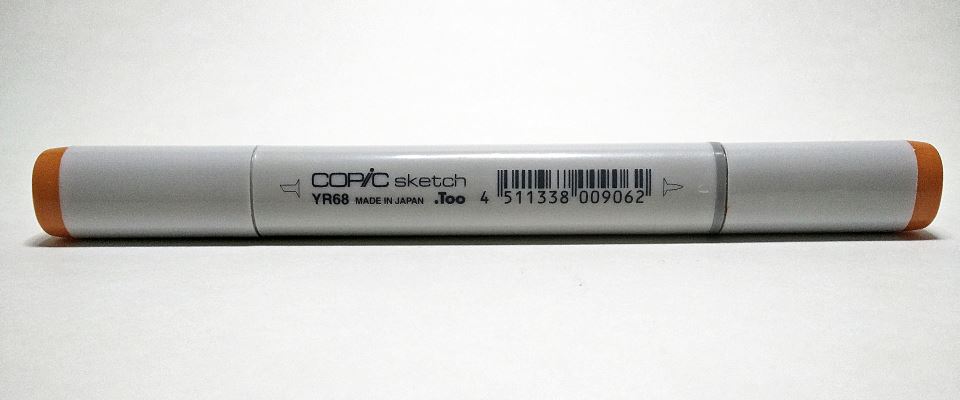 COPiC sketch
YR68 MADE IN JAPAN .Too
4 511338 009062